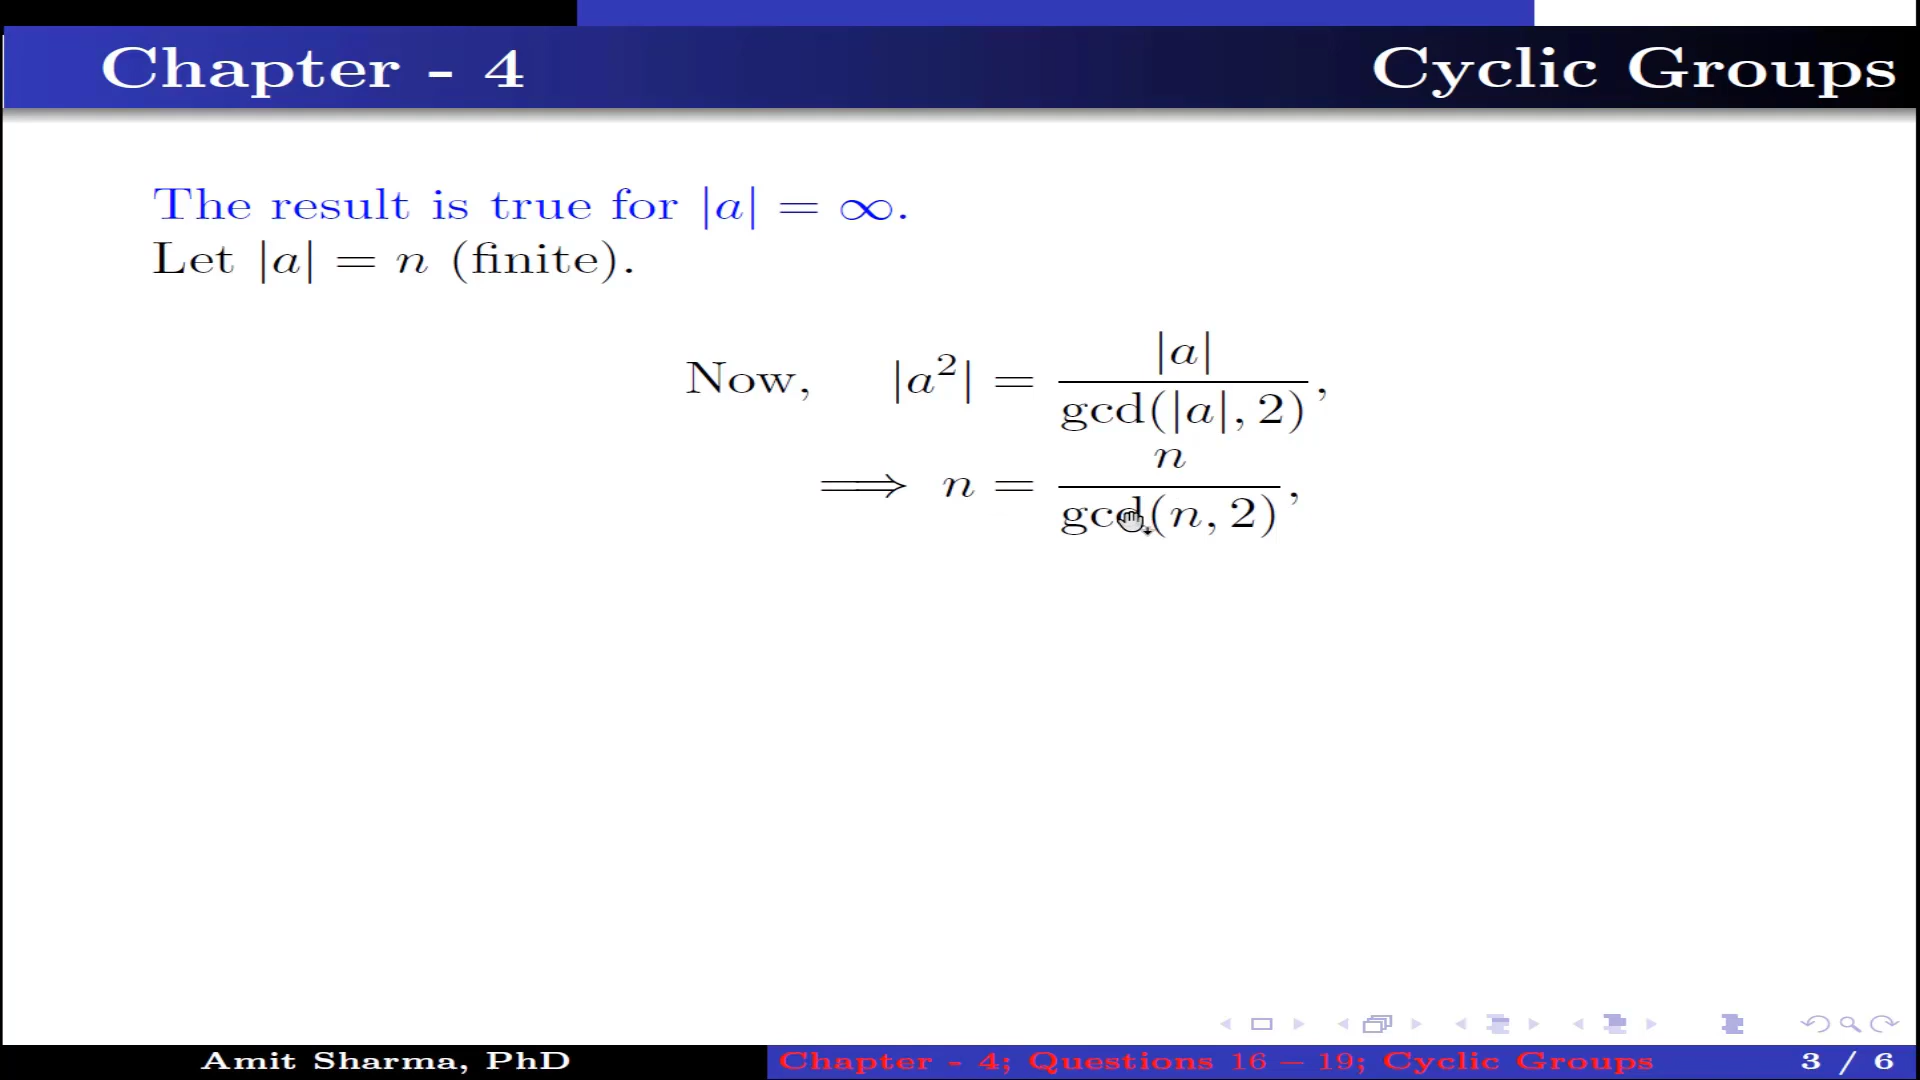 Chapter - 4 Cyclic Groups
The result is true for |a| = ∞.
Let |a| = n (finite).
Now, |a²| = |a| / gcd(|a|, 2),
⟹ n = n / gcd(n, 2),
Amit Sharma, PhD Chapter - 4; Questions 16 – 19; Cyclic Groups 3 / 6